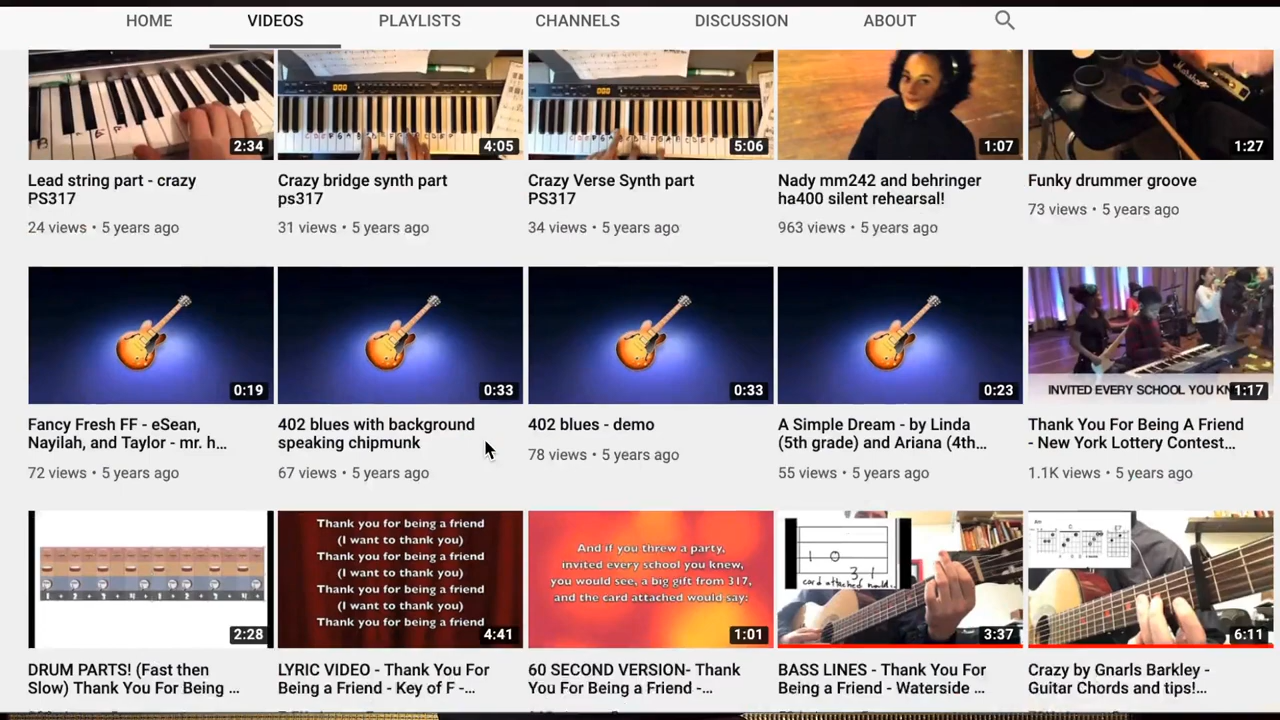 HOME VIDEOS PLAYLISTS CHANNELS DISCUSSION ABOUT
2:34
4:05
5:06
1:07
1:27
Lead string part - crazy
PS317
24 views • 5 years ago
Crazy bridge synth part
ps317
31 views • 5 years ago
Crazy Verse Synth part
PS317
34 views • 5 years ago
Nady mm242 and behringer
ha400 silent rehearsal!
963 views • 5 years ago
Funky drummer groove
73 views • 5 years ago
0:19
0:33
0:33
0:23
INVITED EVERY SCHOOL YOU
1:17
Fancy Fresh FF - eSean,
Nayilah, and Taylor - mr. h...
72 views • 5 years ago
402 blues with background
speaking chipmunk
67 views • 5 years ago
402 blues - demo
78 views • 5 years ago
A Simple Dream - by Linda
(5th grade) and Ariana (4th...
55 views • 5 years ago
Thank You For Being A Friend
- New York Lottery Contest...
1.1K views • 5 years ago
2:28
Thank you for being a friend
(I want to thank you)
Thank you for being a friend
(I want to thank you)
Thank you for being a friend
(I want to thank you)
Thank you for being a friend
4:41
And if you threw a party,
invited every school you knew,
you would see, a big gift from 317,
and the card attached would say:
1:01
3 1
card attached would
3:37
Am C E7
6:11
DRUM PARTS! (Fast then
Slow) Thank You For Being ...
LYRIC VIDEO - Thank You For
Being a Friend - Key of F -...
60 SECOND VERSION- Thank
You For Being a Friend -...
BASS LINES - Thank You For
Being a Friend - Waterside ...
Crazy by Gnarls Barkley -
Guitar Chords and tips!...